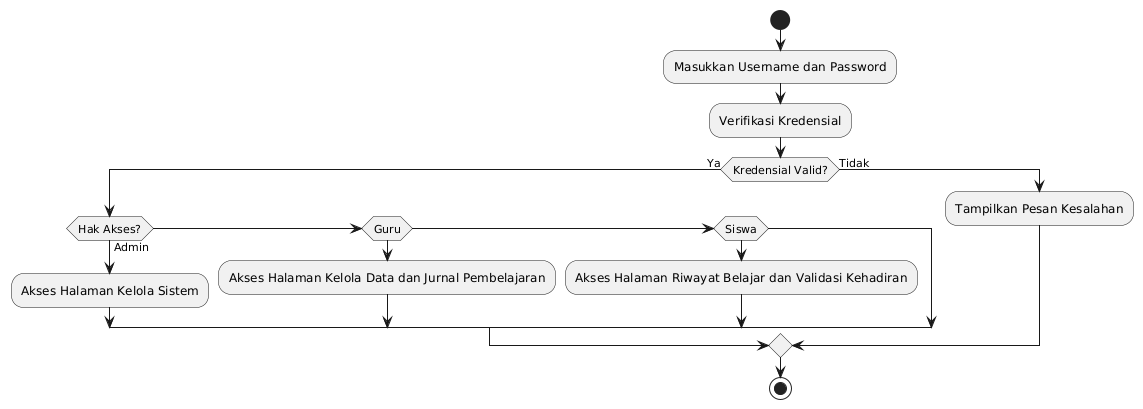 Masukkan Username dan Password
Verifikasi Kredensial
Ya
Kredensial Valid?
Tidak
Tampilkan Pesan Kesalahan
Hak Akses?
Guru
Siswa
Admin
Akses Halaman Kelola Sistem
Akses Halaman Kelola Data dan Jurnal Pembelajaran
Akses Halaman Riwayat Belajar dan Validasi Kehadiran